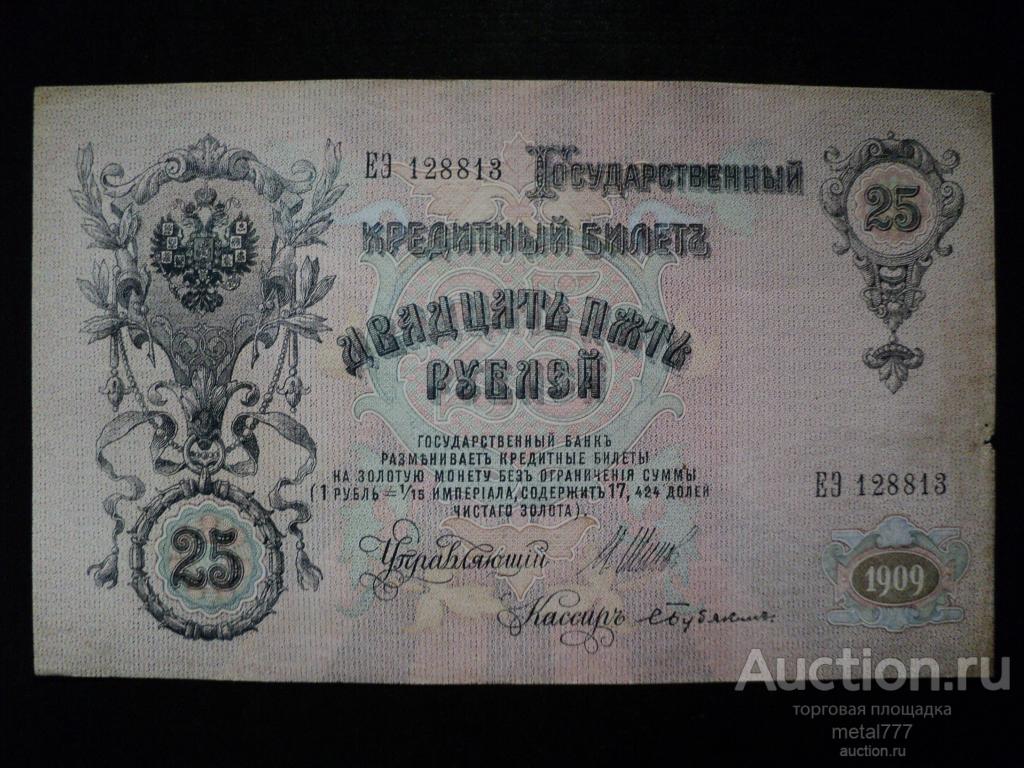 ЕЭ 128813
Государственный
25
Кредитный Билетъ
Двадцать пять
рублей
ГОСУДАРСТВЕННЫЙ БАНКЪ
РАЗМѢНИВАЕТЪ КРЕДИТНЫЕ БИЛЕТЫ
НА ЗОЛОТУЮ МОНЕТУ БЕЗЪ ОГРАНИЧЕНІЯ СУММЫ
(1 РУБЛЬ = 1/15 ИМПЕРІАЛА, СОДЕРЖИТЪ 17, 424 ДОЛЕЙ
ЧИСТАГО ЗОЛОТА).
ЕЭ 128813
25
Управляющій
1909
Кассиръ
Auction.ru
торговая площадка
metal777
auction.ru